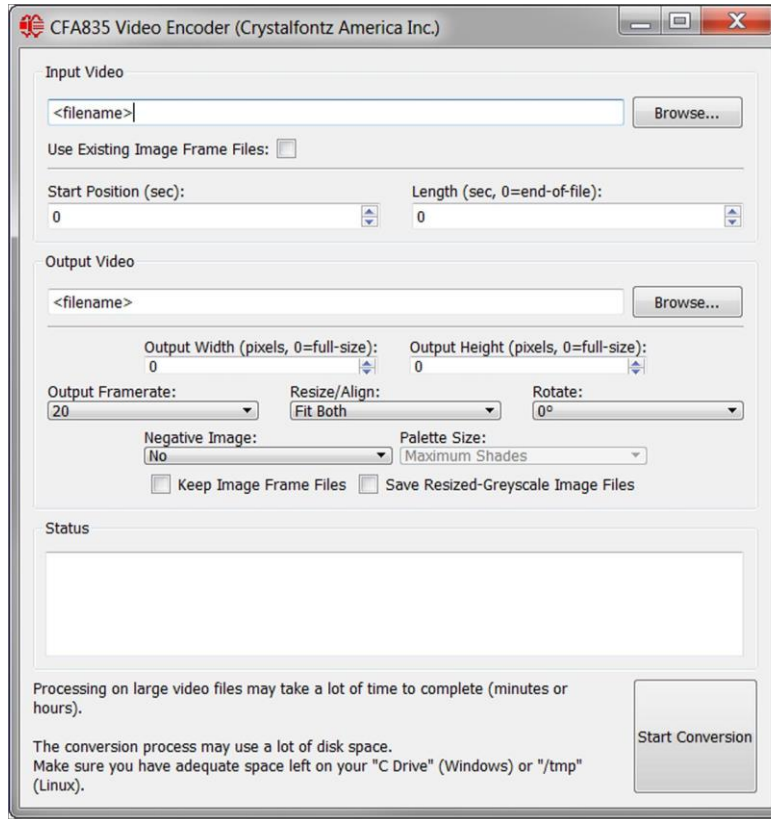 CFA835 Video Encoder (Crystalfontz America Inc.)
Input Video
<filename>
Browse...
Use Existing Image Frame Files:
Start Position (sec):
Length (sec, 0=end-of-file):
0
0
Output Video
<filename>
Browse...
Output Width (pixels, 0=full-size):
Output Height (pixels, 0=full-size):
0
0
Output Framerate:
Resize/Align:
Rotate:
20
Fit Both
0º
Negative Image:
Palette Size:
No
Maximum Shades
Keep Image Frame Files
Save Resized-Greyscale Image Files
Status
Processing on large video files may take a lot of time to complete (minutes or
hours).
The conversion process may use a lot of disk space.
Make sure you have adequate space left on your "C Drive" (Windows) or "/tmp"
(Linux).
Start Conversion